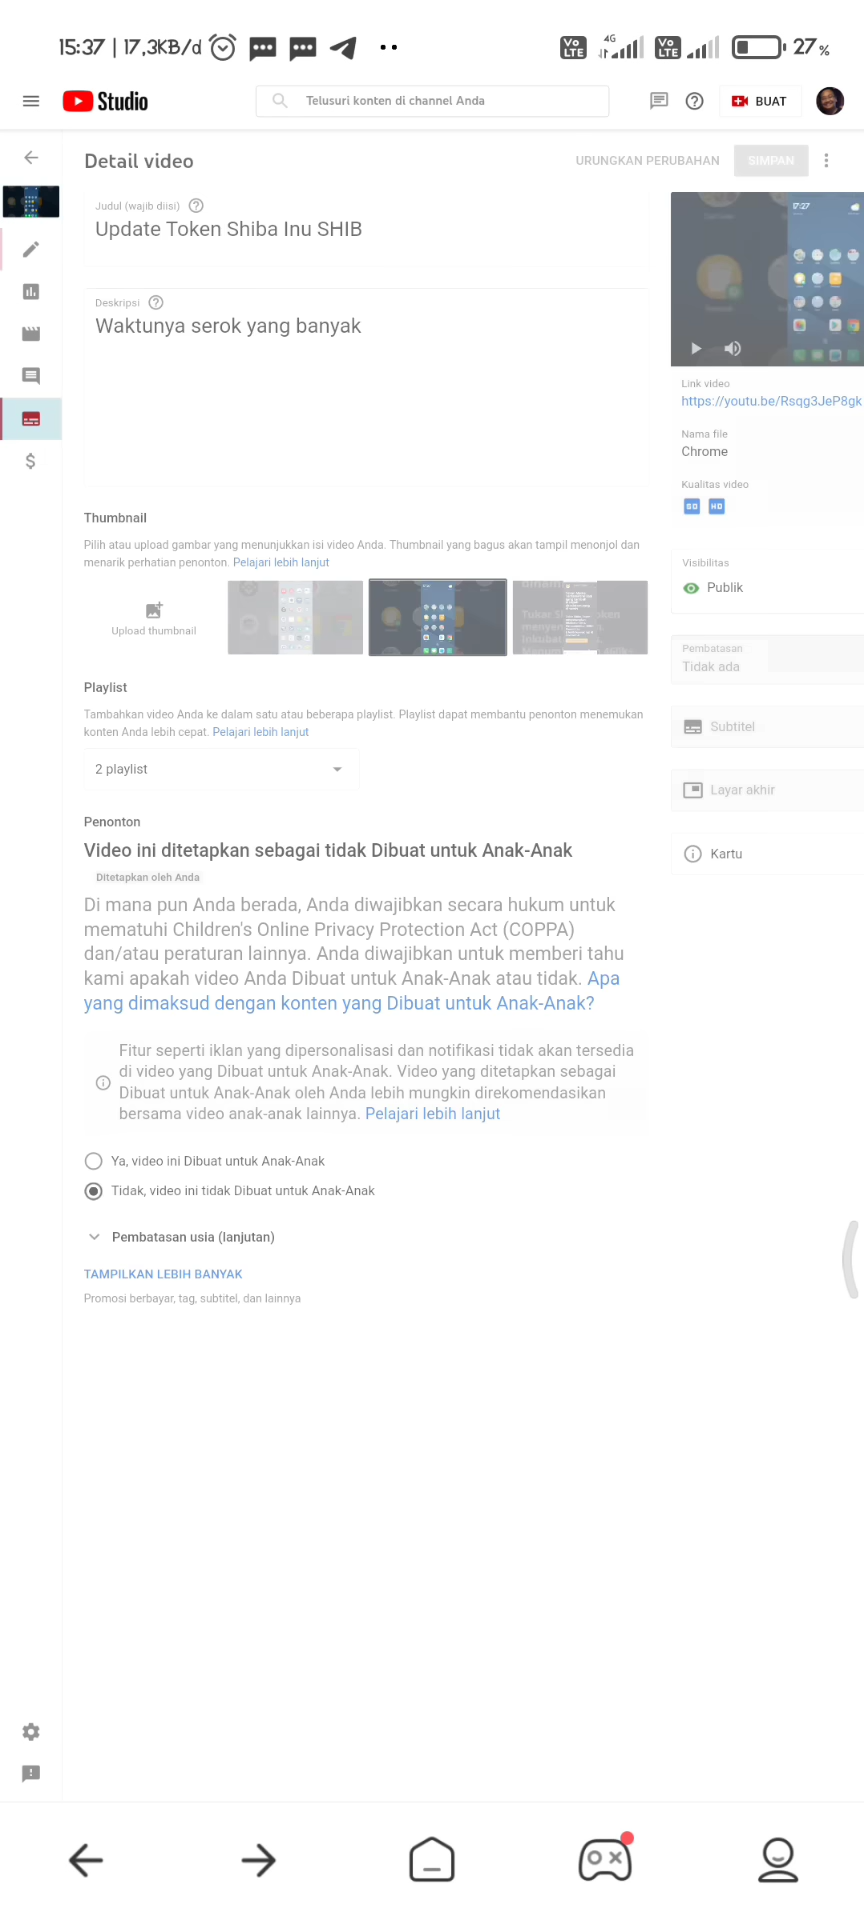 15:37 | 17,3KB/d
Vo LTE 4G Vo LTE 27%
Studio
Telusuri konten di channel Anda
BUAT
Detail video
URUNGKAN PERUBAHAN
SIMPAN
Judul (wajib diisi)
Update Token Shiba Inu SHIB
Deskripsi
Waktunya serok yang banyak
17:27
Link video
https://youtu.be/Rsqg3JeP8gk
Nama file
Chrome
Kualitas video
SD HD
Visibilitas
Publik
Pembatasan
Tidak ada
Subtitel
Layar akhir
Kartu
Thumbnail
Pilih atau upload gambar yang menunjukkan isi video Anda. Thumbnail yang bagus akan tampil menonjol dan
menarik perhatian penonton. Pelajari lebih lanjut
Upload thumbnail
Playlist
Tambahkan video Anda ke dalam satu atau beberapa playlist. Playlist dapat membantu penonton menemukan
konten Anda lebih cepat. Pelajari lebih lanjut
2 playlist
Penonton
Video ini ditetapkan sebagai tidak Dibuat untuk Anak-Anak
Ditetapkan oleh Anda
Di mana pun Anda berada, Anda diwajibkan secara hukum untuk
mematuhi Children's Online Privacy Protection Act (COPPA)
dan/atau peraturan lainnya. Anda diwajibkan untuk memberi tahu
kami apakah video Anda Dibuat untuk Anak-Anak atau tidak. Apa
yang dimaksud dengan konten yang Dibuat untuk Anak-Anak?
Fitur seperti iklan yang dipersonalisasi dan notifikasi tidak akan tersedia
di video yang Dibuat untuk Anak-Anak. Video yang ditetapkan sebagai
Dibuat untuk Anak-Anak oleh Anda lebih mungkin direkomendasikan
bersama video anak-anak lainnya. Pelajari lebih lanjut
Ya, video ini Dibuat untuk Anak-Anak
Tidak, video ini tidak Dibuat untuk Anak-Anak
Pembatasan usia (lanjutan)
TAMPILKAN LEBIH BANYAK
Promosi berbayar, tag, subtitel, dan lainnya